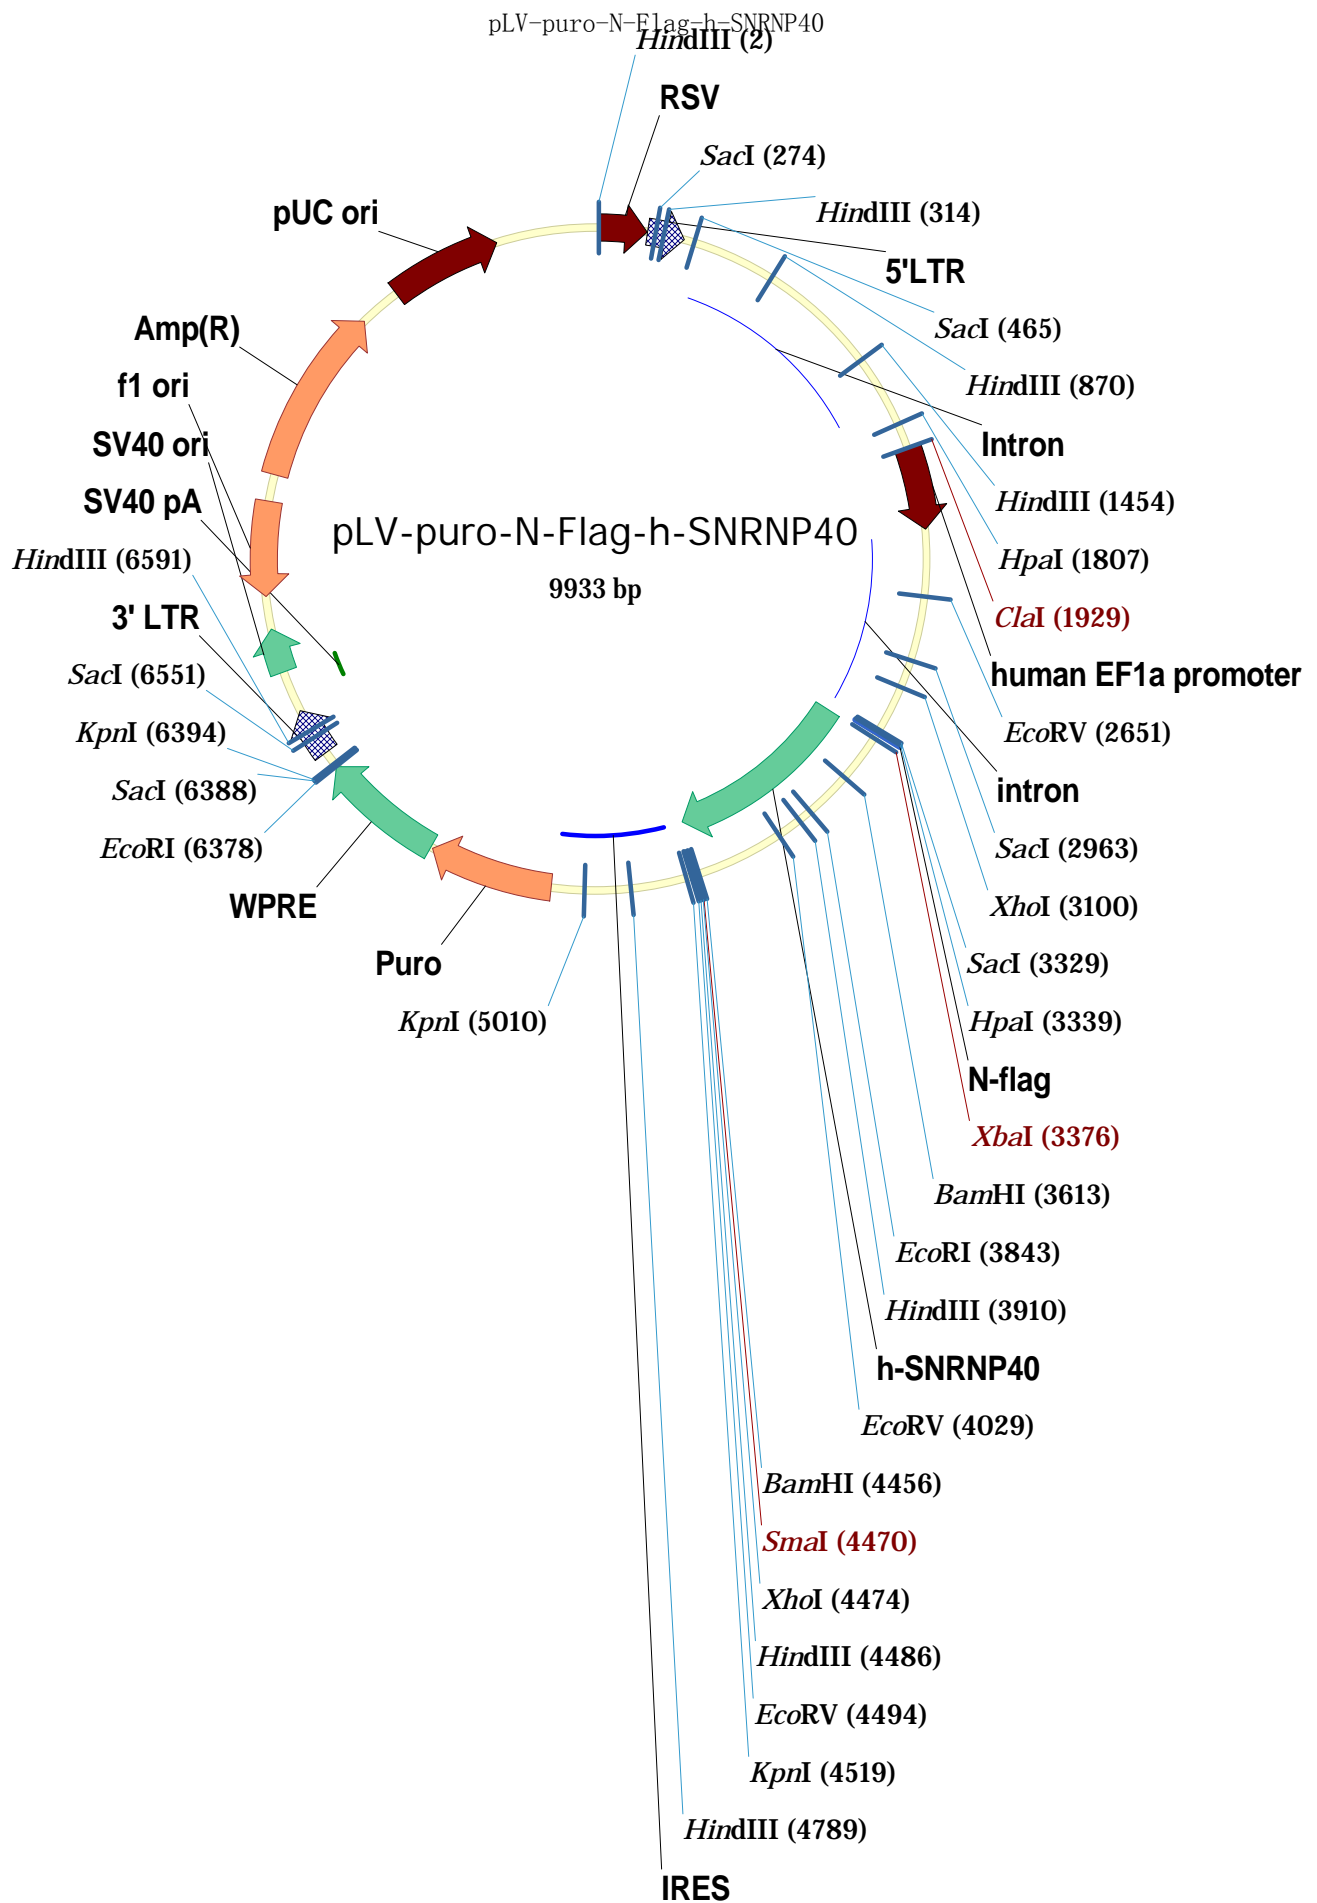 pLV-puro-N-Flag-h-SNRNP40
HindIII (2)
RSV
SacI (274)
HindIII (314)
5'LTR
SacI (465)
HindIII (870)
Intron
HindIII (1454)
HpaI (1807)
ClaI (1929)
human EF1a promoter
EcoRV (2651)
intron
SacI (2963)
XhoI (3100)
SacI (3329)
HpaI (3339)
N-flag
XbaI (3376)
BamHI (3613)
EcoRI (3843)
HindIII (3910)
h-SNRNP40
EcoRV (4029)
BamHI (4456)
SmaI (4470)
XhoI (4474)
HindIII (4486)
EcoRV (4494)
KpnI (4519)
HindIII (4789)
IRES
KpnI (5010)
Puro
WPRE
EcoRI (6378)
SacI (6388)
KpnI (6394)
SacI (6551)
3' LTR
HindIII (6591)
SV40 pA
SV40 ori
f1 ori
Amp(R)
pUC ori
pLV-puro-N-Flag-h-SNRNP40
9933 bp